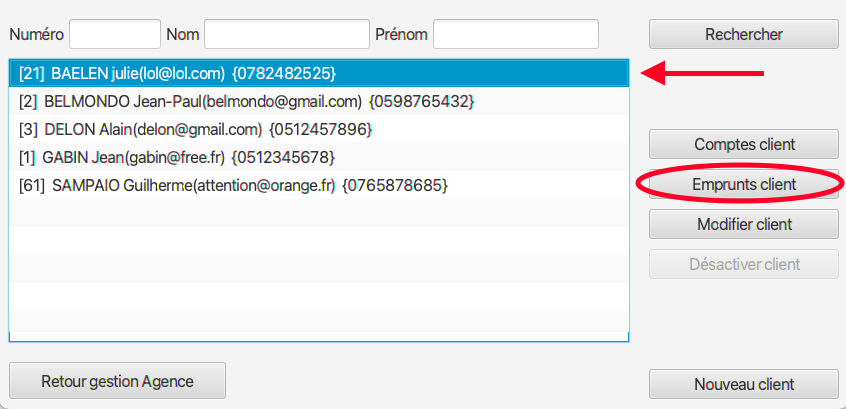 Numéro Nom Prénom Rechercher
[21] BAELEN julie(lol@lol.com) {0782482525}
[2] BELMONDO Jean-Paul(belmondo@gmail.com) {0598765432}
[3] DELON Alain(delon@gmail.com) {0512457896}
[1] GABIN Jean(gabin@free.fr) {0512345678}
[61] SAMPAIO Guilherme(attention@orange.fr) {0765878685}
Comptes client
Emprunts client
Modifier client
Désactiver client
Retour gestion Agence
Nouveau client